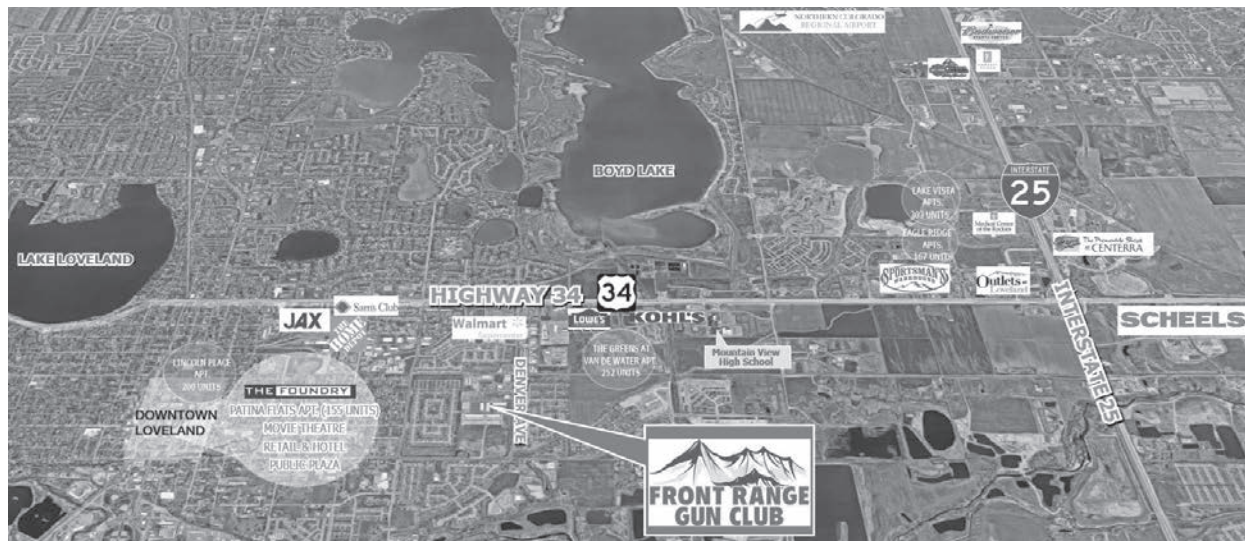 NORTHERN COLORADO
REGIONAL AIRPORT
Budweiser
INTERSTATE
25
BOYD LAKE
LAKE VISTA
APTS.
303 UNITS
EAGLE RIDGE
APTS.
167 UNITS
Medical Center
of the Rockies
The Promenade Shops
at CENTERRA
LAKE LOVELAND
SPORTSMAN'S
WAREHOUSE
Outlets at
Loveland
HIGHWAY 34
34
Sam's Club
JAX
THE
HOME
DEPOT
Walmart
Supercenter
LOWE'S
KOHL'S
SCHEELS
INTERSTATE 25
Mountain View
High School
THE GREENS AT
VAN DE WATER APT.
252 UNITS
LINCOLN PLACE
APT.
200 UNITS
THE FOUNDRY
PATINA FLATS APT. (155 UNITS)
MOVIE THEATRE
RETAIL & HOTEL
PUBLIC PLAZA
DOWNTOWN
LOVELAND
DENVER AVE
FRONT RANGE
GUN CLUB